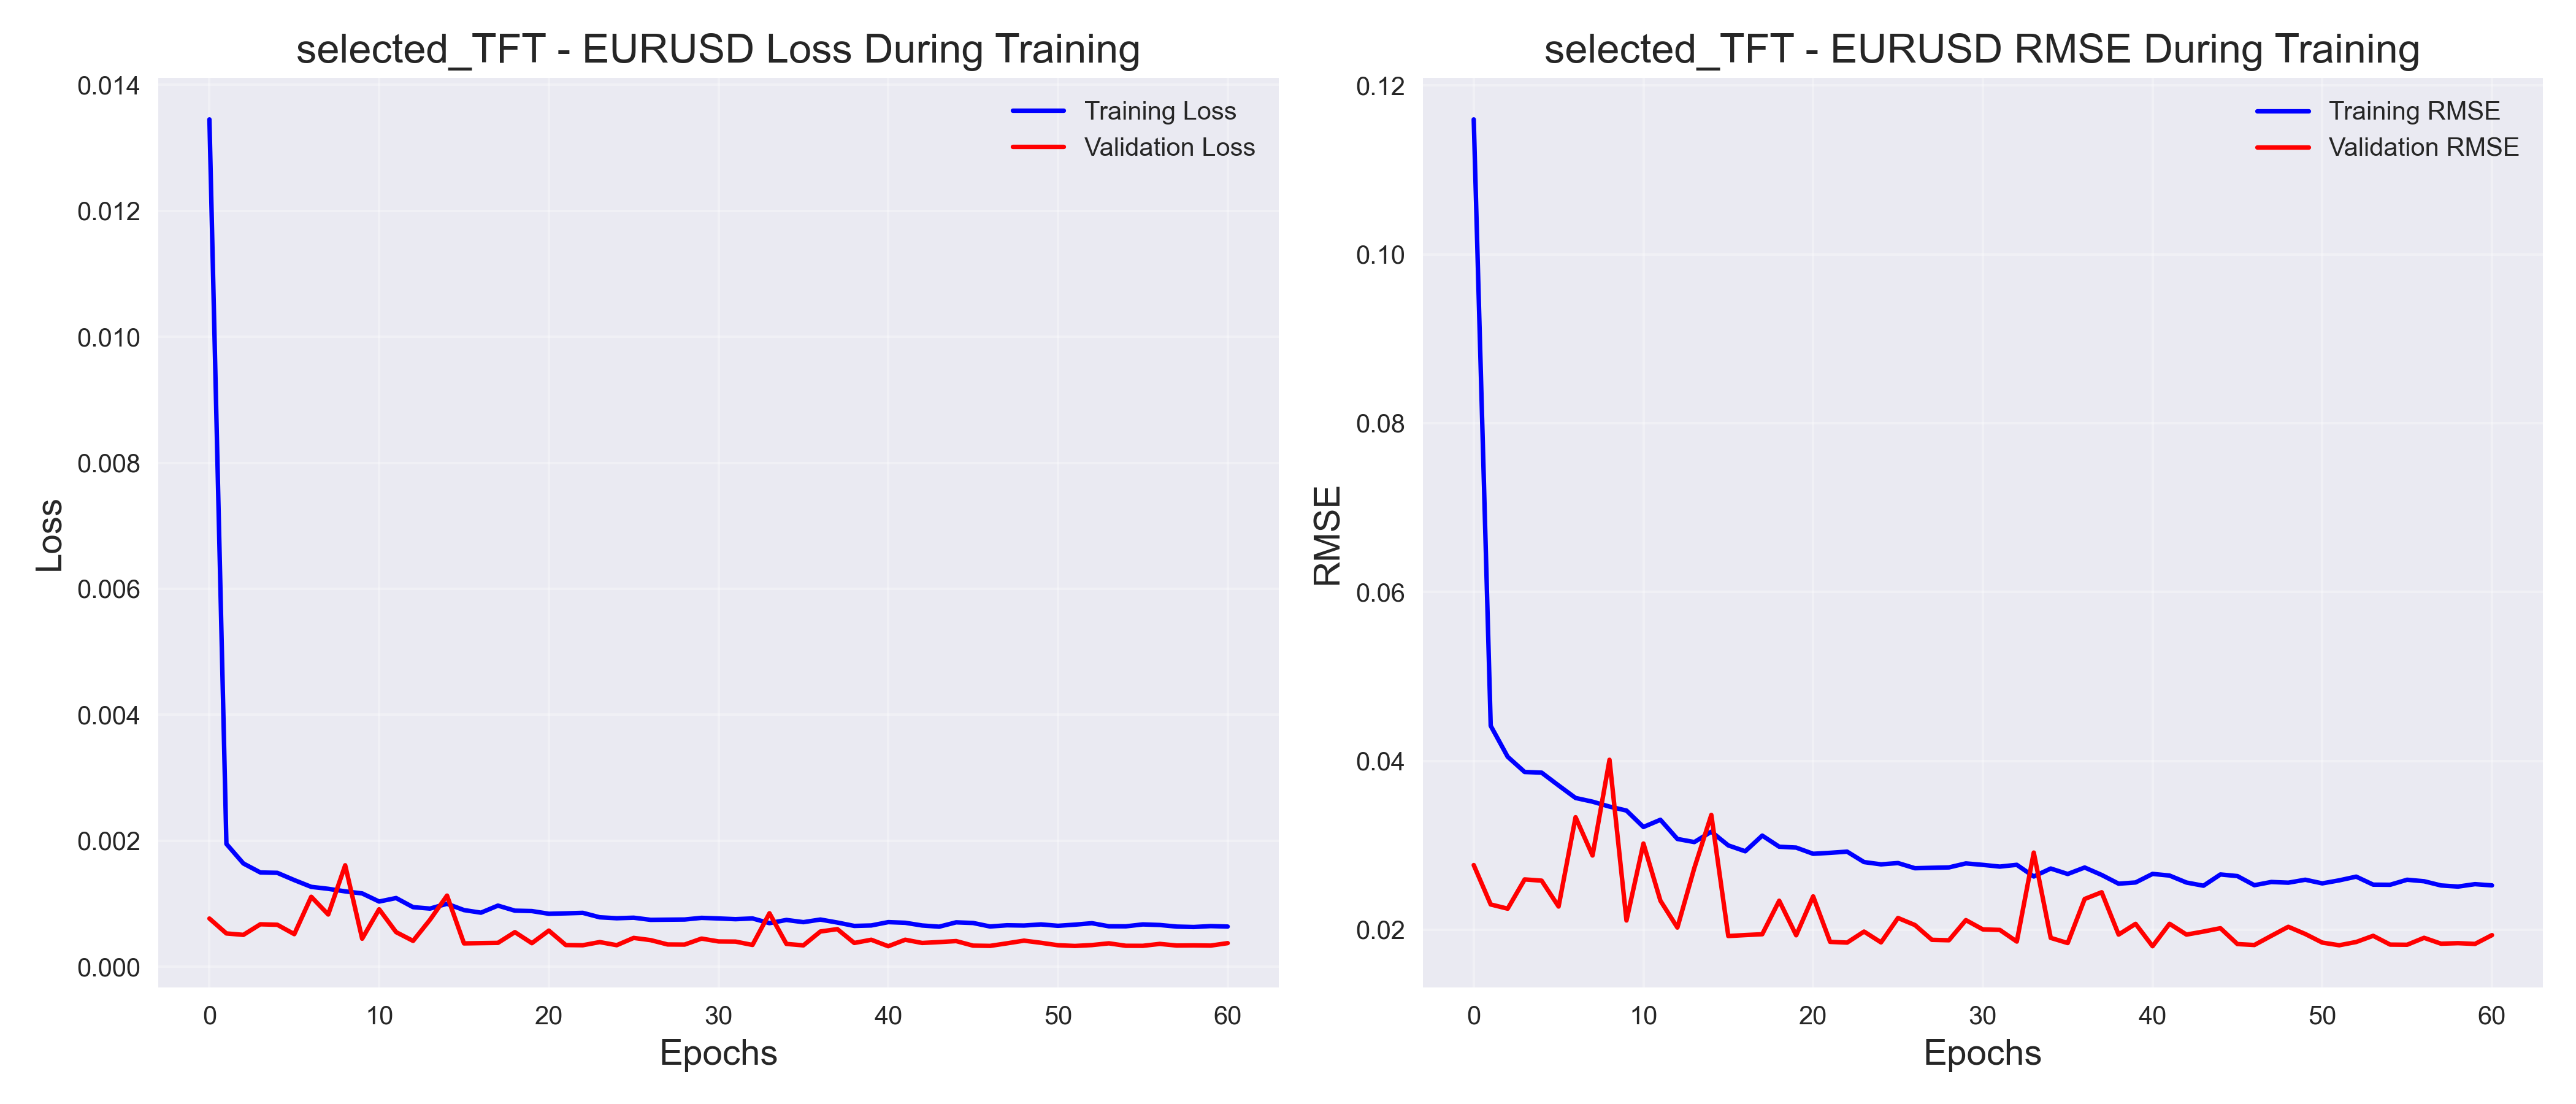 selected_TFT - EURUSD Loss During Training
Training Loss
Validation Loss
Loss
0.014
0.012
0.010
0.008
0.006
0.004
0.002
0.000
0 10 20 30 40 50 60
Epochs
selected_TFT - EURUSD RMSE During Training
Training RMSE
Validation RMSE
RMSE
0.12
0.10
0.08
0.06
0.04
0.02
0 10 20 30 40 50 60
Epochs